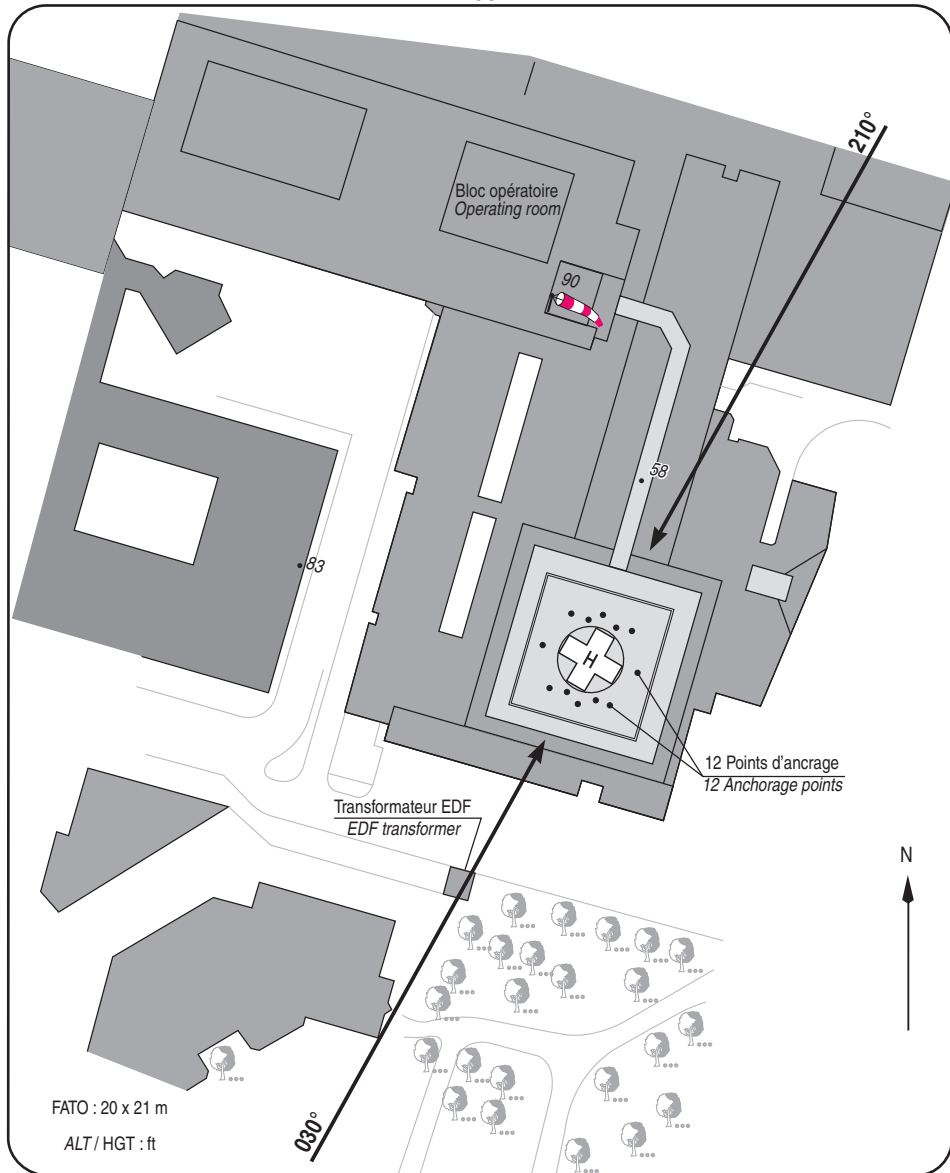 210°
Bloc opératoire
Operating room
90
58
83
H
12 Points d'ancrage
12 Anchorage points
Transformateur EDF
EDF transformer
N
030°
FATO : 20 x 21 m
ALT / HGT : ft